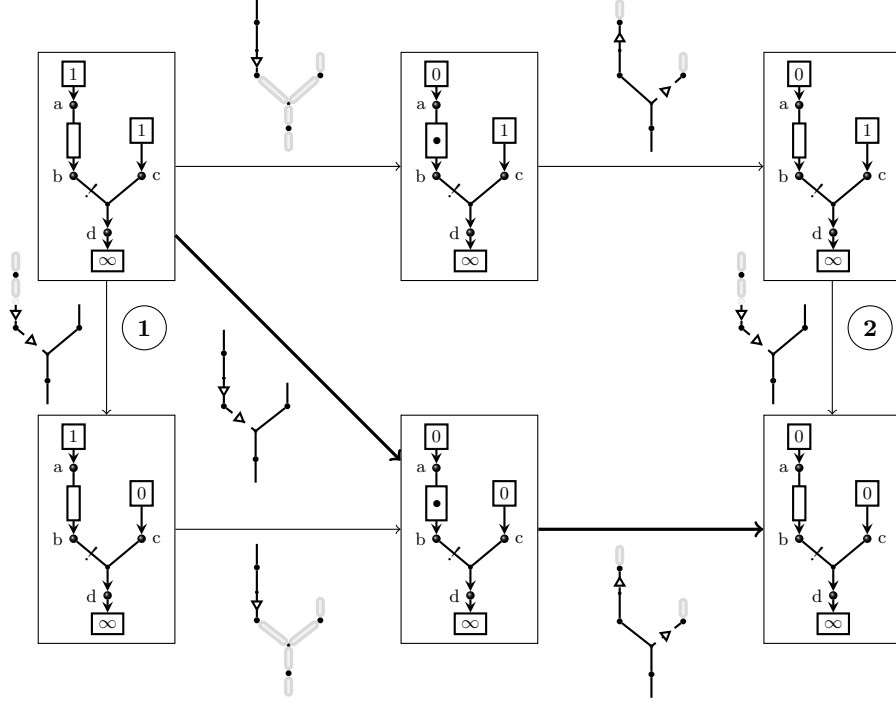 1 0 0
a a a
1 1 1
b c b c b c
d d d
∞ ∞ ∞
1 2
1 0 0
a a a
0 0 0
b c b c b c
d d d
∞ ∞ ∞